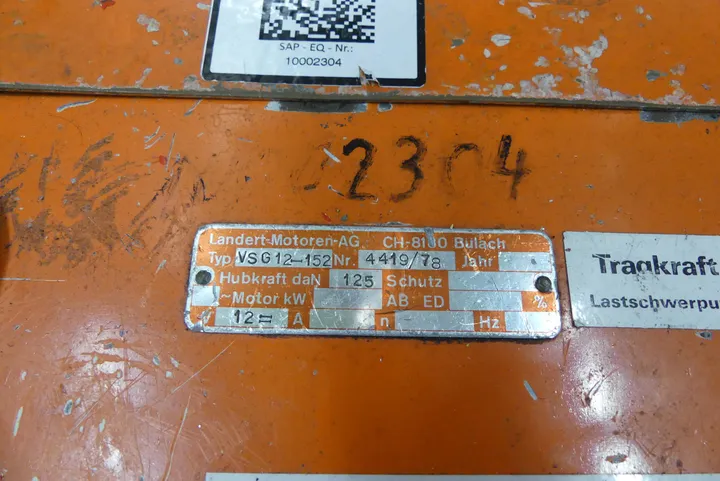 SAP - EQ - Nr.:
10002304
2304
Landert-Motoren-AG. CH-8180 Bülach
Typ VSG12-152 Nr. 4419/78 Jahr
Hubkraft daN 125 Schutz
~Motor kW AB ED %
V 12= A n Hz
Tragkraft
Lastschwerpu